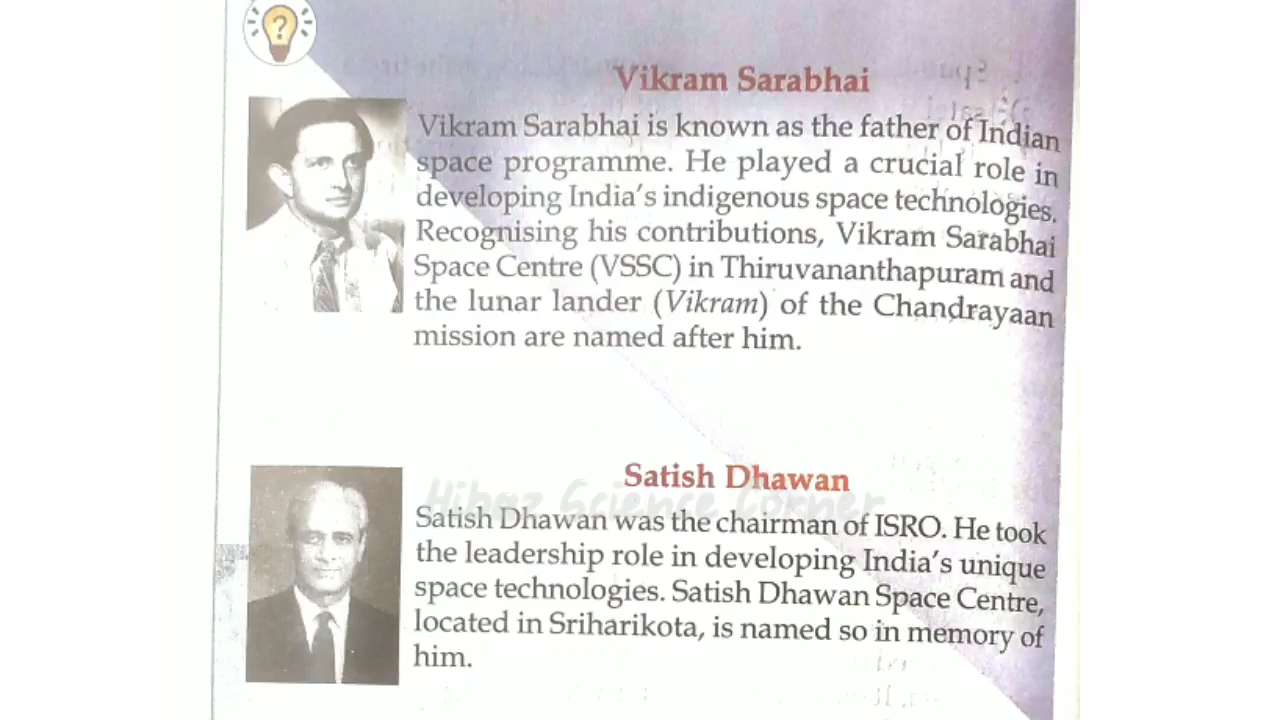 Vikram Sarabhai
Vikram Sarabhai is known as the father of Indian
space programme. He played a crucial role in
developing India's indigenous space technologies.
Recognising his contributions, Vikram Sarabhai
Space Centre (VSSC) in Thiruvananthapuram and
the lunar lander (Vikram) of the Chandrayaan
mission are named after him.
Satish Dhawan
Hibaz Science Corner
Satish Dhawan was the chairman of ISRO. He took
the leadership role in developing India's unique
space technologies. Satish Dhawan Space Centre,
located in Sriharikota, is named so in memory of
him.